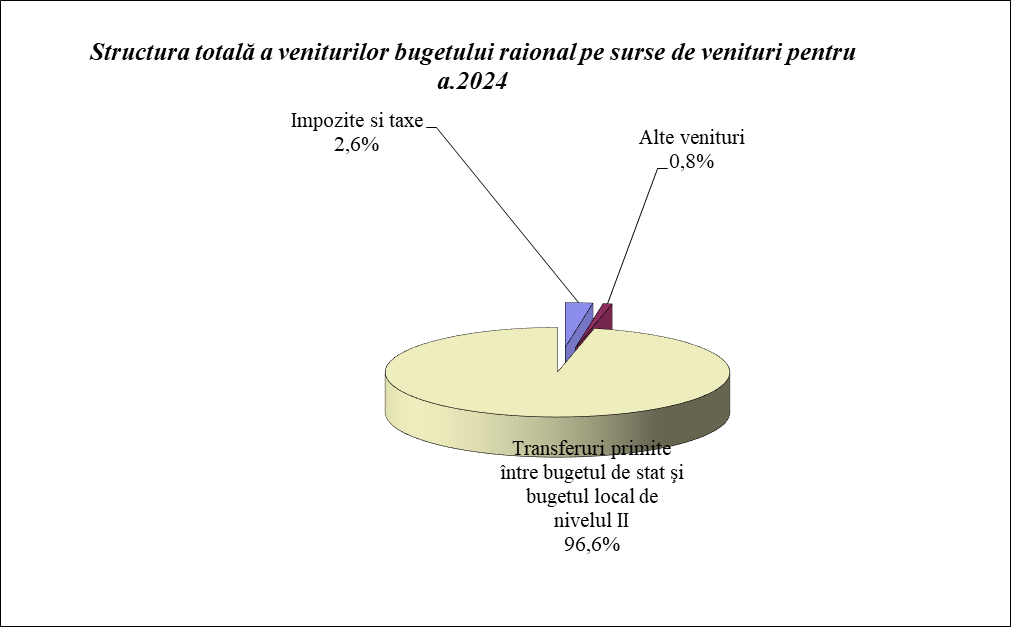 Structura totală a veniturilor bugetului raional pe surse de venituri pentru
a.2024
Impozite si taxe
2,6%
Alte venituri
0,8%
Transferuri primite
între bugetul de stat şi
bugetul local de
nivelul II
96,6%